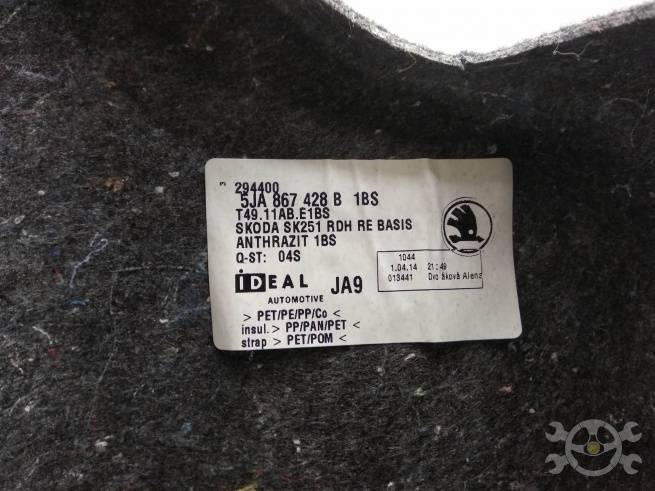 294400
5JA 867 428 B 1BS
T49.11AB.E1BS
SKODA SK251 RDH RE BASIS
ANTHRAZIT 1BS
Q-ST: 04S
1044
1.04.14 21:49
013441
iDEAL
AUTOMOTIVE
JA9
> PET/PE/PP/Co <
insul.> PP/PAN/PET <
strap > PET/POM <